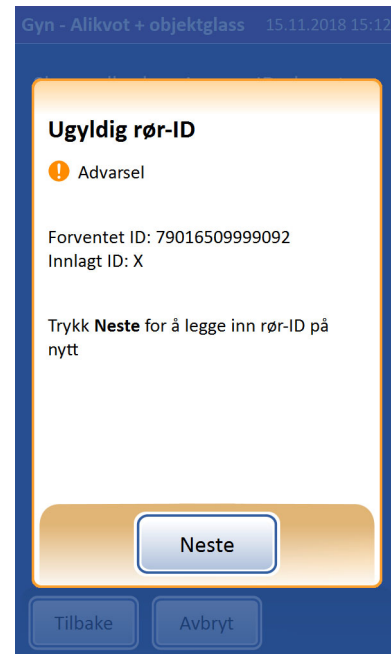 Gyn - Alikvot + objektglass 15.11.2018 15:12
Ugyldig rør-ID
Advarsel
Forventet ID: 79016509999092
Innlagt ID: X
Trykk Neste for å legge inn rør-ID på
nytt
Neste
Tilbake Avbryt